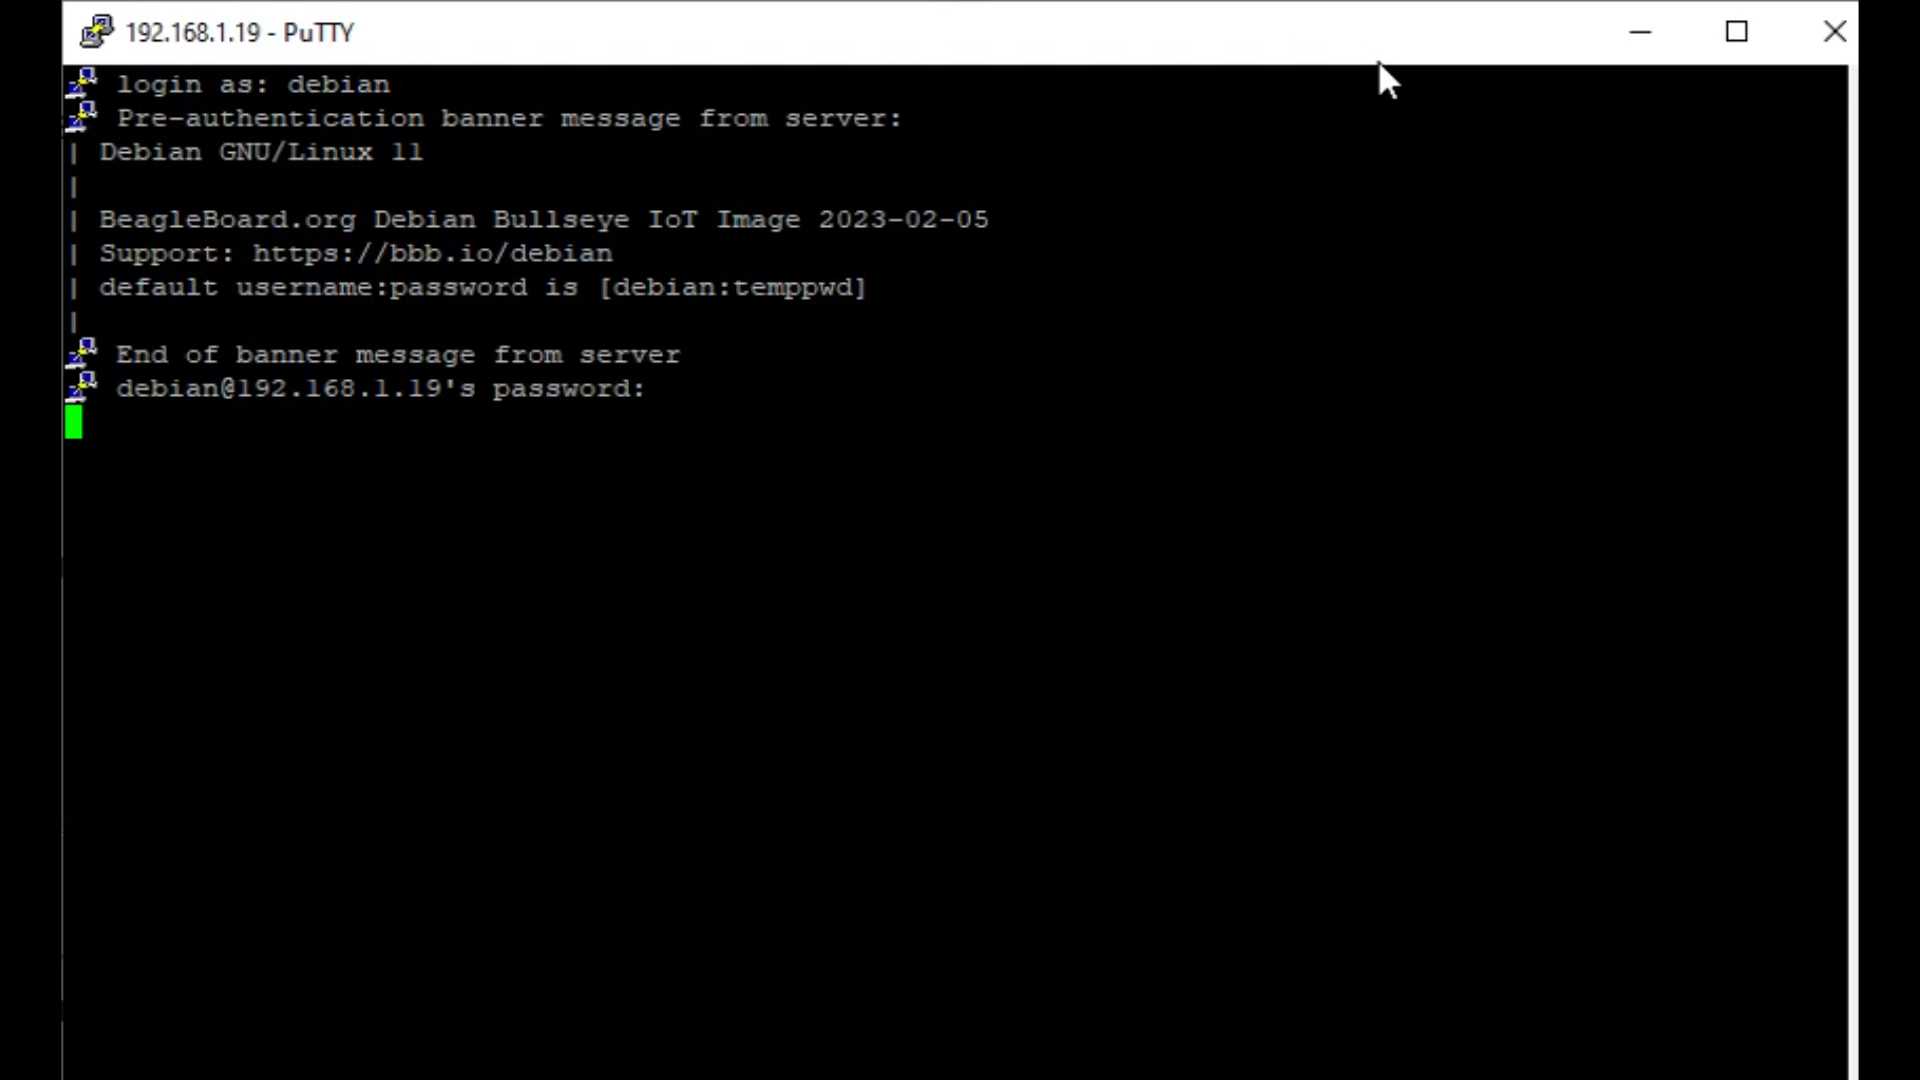 192.168.1.19 - PuTTY
login as: debian
Pre-authentication banner message from server:
| Debian GNU/Linux 11
|
| BeagleBoard.org Debian Bullseye IoT Image 2023-02-05
| Support: https://bbb.io/debian
| default username:password is [debian:temppwd]
|
End of banner message from server
debian@192.168.1.19's password: